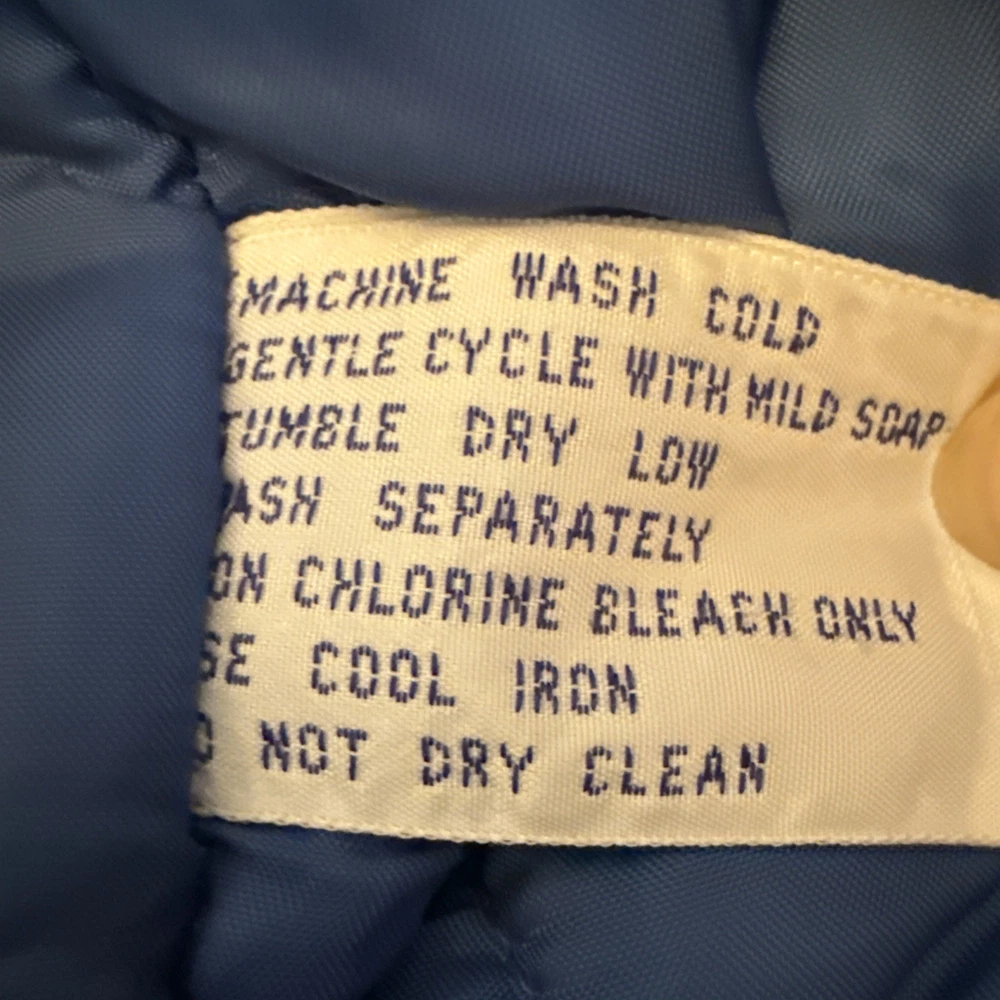 MACHINE WASH COLD
GENTLE CYCLE WITH MILD SOAP
TUMBLE DRY LOW
ASH SEPARATELY
ON CHLORINE BLEACH ONLY
SE COOL IRON
O NOT DRY CLEAN